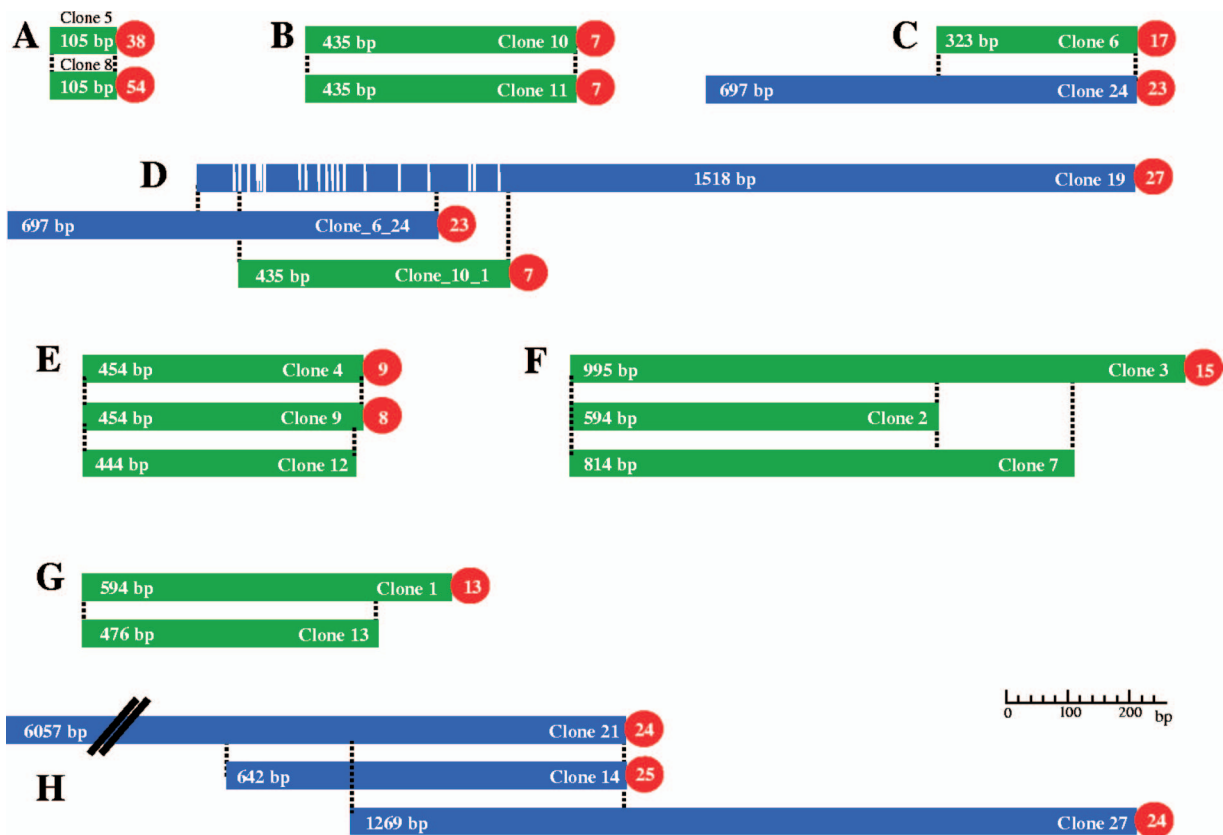 A
Clone 5
105 bp 38
Clone 8
105 bp 54
B
435 bp Clone 10 7
435 bp Clone 11 7
C
323 bp Clone 6 17
697 bp Clone 24 23
D
1518 bp Clone 19 27
697 bp Clone_6_24 23
435 bp Clone_10_1 7
E
454 bp Clone 4 9
454 bp Clone 9 8
444 bp Clone 12
F
995 bp Clone 3 15
594 bp Clone 2
814 bp Clone 7
G
594 bp Clone 1 13
476 bp Clone 13
0 100 200 bp
H
6057 bp Clone 21 24
642 bp Clone 14 25
1269 bp Clone 27 24